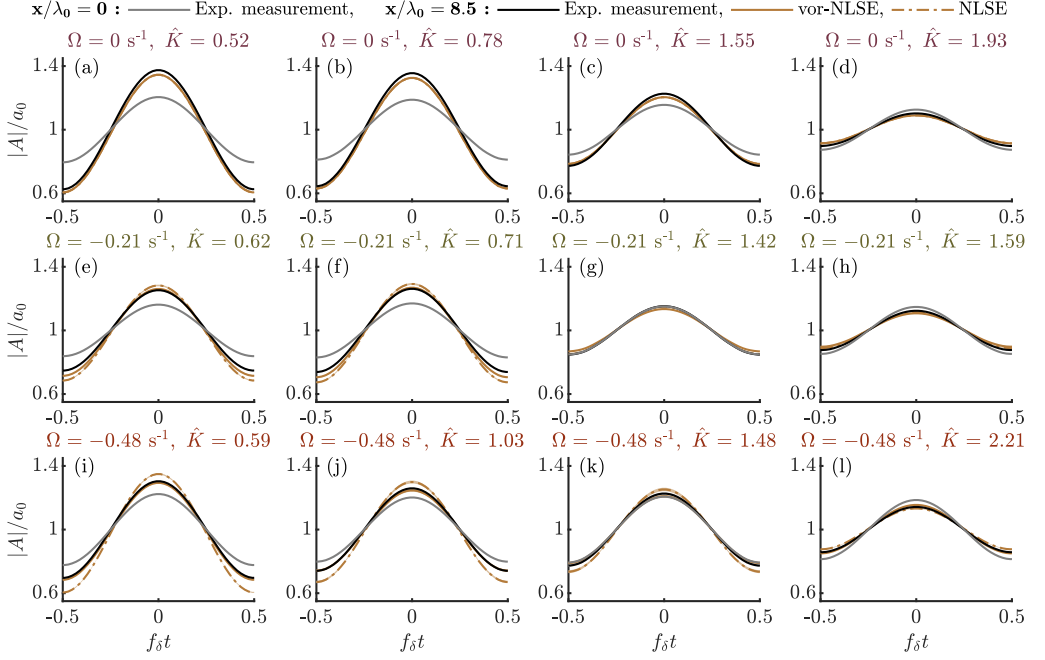 x/λ₀ = 0 : Exp. measurement, x/λ₀ = 8.5 : Exp. measurement, vor-NLSE, NLSE
Ω = 0 s⁻¹, K̂ = 0.52 Ω = 0 s⁻¹, K̂ = 0.78 Ω = 0 s⁻¹, K̂ = 1.55 Ω = 0 s⁻¹, K̂ = 1.93
1.4 (a) (b) (c) (d)
|A|/a₀ 1
0.6
-0.5 0 0.5 -0.5 0 0.5 -0.5 0 0.5 -0.5 0 0.5
Ω = −0.21 s⁻¹, K̂ = 0.62 Ω = −0.21 s⁻¹, K̂ = 0.71 Ω = −0.21 s⁻¹, K̂ = 1.42 Ω = −0.21 s⁻¹, K̂ = 1.59
1.4 (e) (f) (g) (h)
|A|/a₀ 1
0.6
-0.5 0 0.5 -0.5 0 0.5 -0.5 0 0.5 -0.5 0 0.5
Ω = −0.48 s⁻¹, K̂ = 0.59 Ω = −0.48 s⁻¹, K̂ = 1.03 Ω = −0.48 s⁻¹, K̂ = 1.48 Ω = −0.48 s⁻¹, K̂ = 2.21
1.4 (i) (j) (k) (l)
|A|/a₀ 1
0.6
-0.5 0 0.5 -0.5 0 0.5 -0.5 0 0.5 -0.5 0 0.5
f_δt f_δt f_δt f_δt